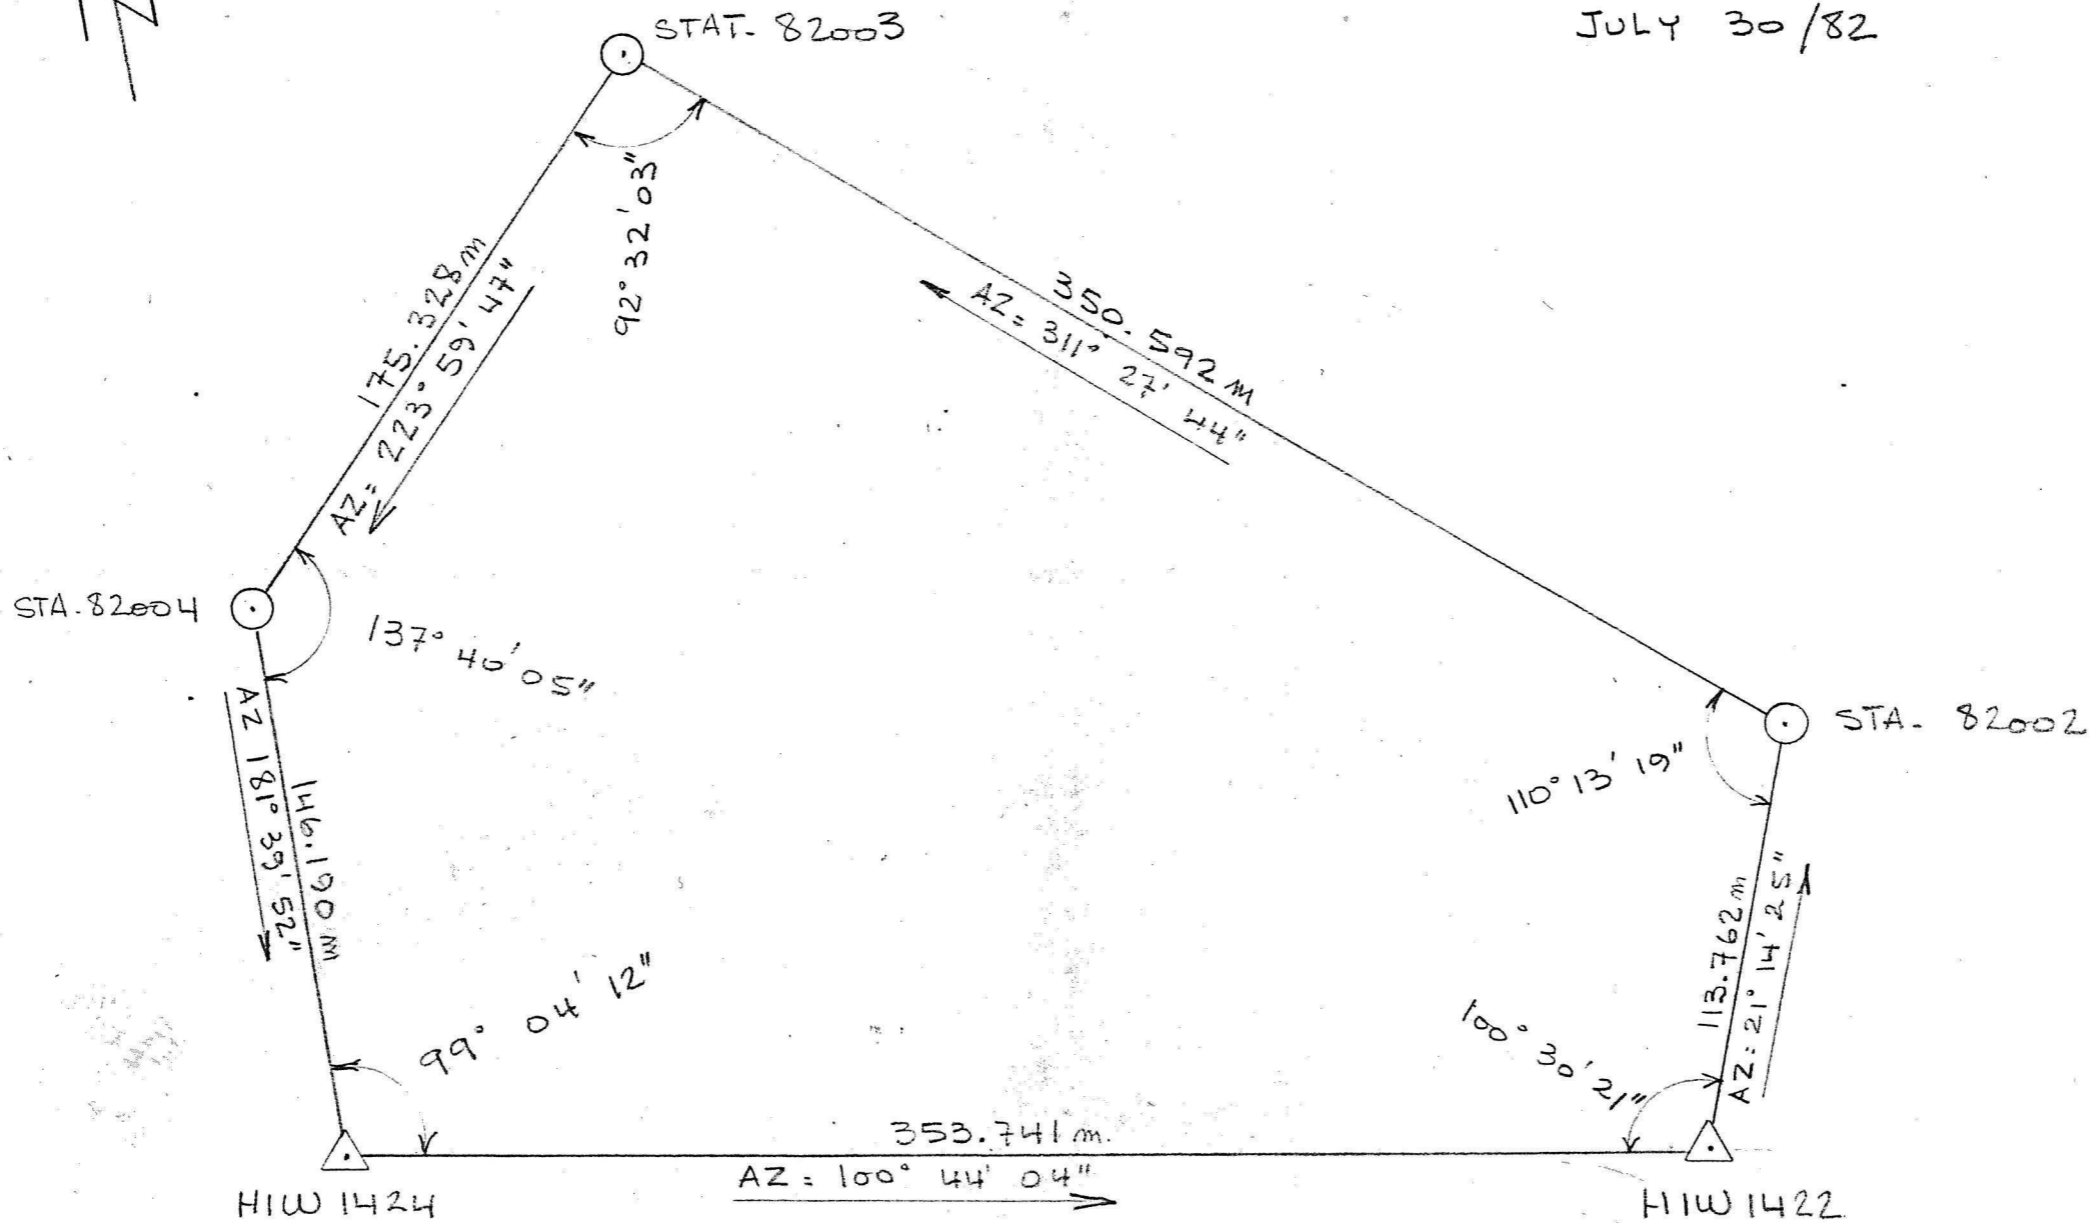 STAT. 82003
JULY 30/82
92° 32' 03"
175.328 m
AZ= 223° 59' 47"
350.592 m
AZ= 311° 27' 44"
STA. 82004
137° 40' 05"
STA- 82002
110° 13' 19"
AZ 181° 39' 52"
146.190 m
99° 04' 12"
100° 30' 21"
113.762 m
AZ= 21° 14' 25"
353.741 m.
AZ= 100° 44' 04"
HIW 1424
HIW 1422